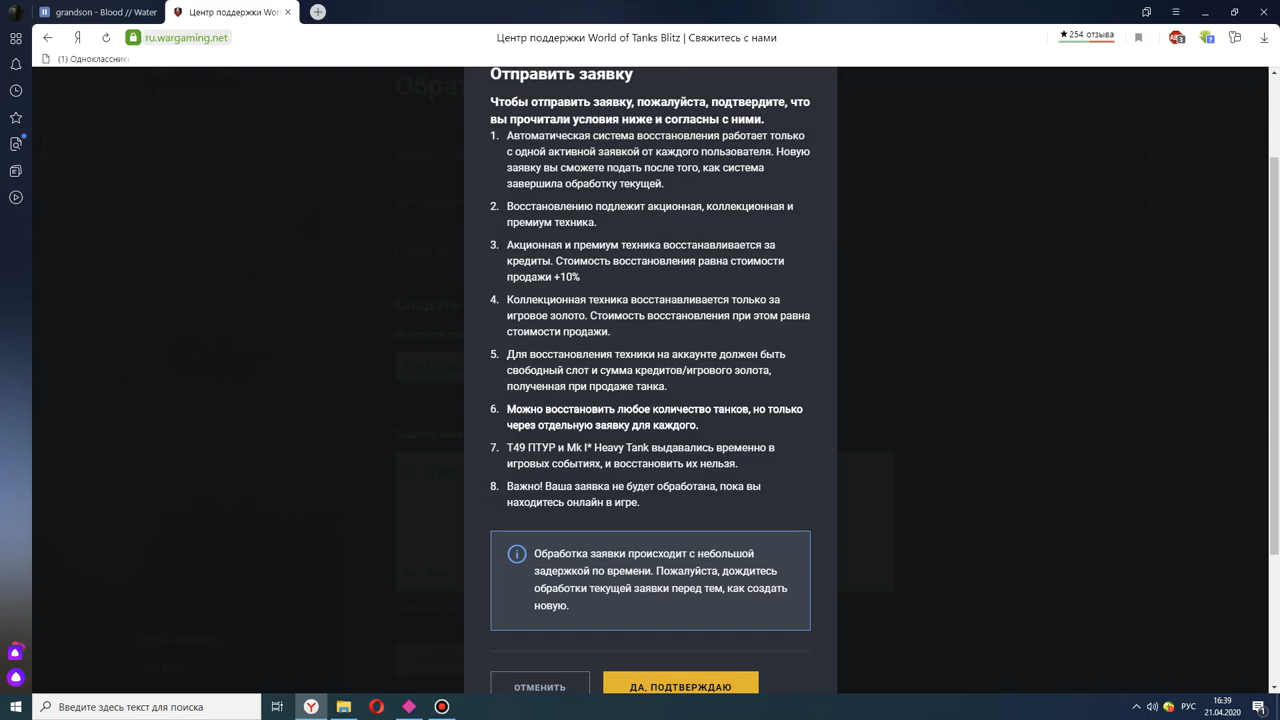 grandson - Blood // Water
Центр поддержки Wor
ru.wargaming.net
Центр поддержки World of Tanks Blitz | Свяжитесь с нами
★254 отзыва
(1) Одноклассник
Отправить заявку
Чтобы отправить заявку, пожалуйста, подтвердите, что
вы прочитали условия ниже и согласны с ними.
1. Автоматическая система восстановления работает только
с одной активной заявкой от каждого пользователя. Новую
заявку вы сможете подать после того, как система
завершила обработку текущей.
2. Восстановлению подлежит акционная, коллекционная и
премиум техника.
3. Акционная и премиум техника восстанавливается за
кредиты. Стоимость восстановления равна стоимости
продажи +10%
4. Коллекционная техника восстанавливается только за
игровое золото. Стоимость восстановления при этом равна
стоимости продажи.
5. Для восстановления техники на аккаунте должен быть
свободный слот и сумма кредитов/игрового золота,
полученная при продаже танка.
6. Можно восстановить любое количество танков, но только
через отдельную заявку для каждого.
7. Т49 ПТУР и Mk I* Heavy Tank выдавались временно в
игровых событиях, и восстановить их нельзя.
8. Важно! Ваша заявка не будет обработана, пока вы
находитесь онлайн в игре.
Обработка заявки происходит с небольшой
задержкой по времени. Пожалуйста, дождитесь
обработки текущей заявки перед тем, как создать
новую.
ОТМЕНИТЬ
ДА, ПОДТВЕРЖДАЮ
Введите здесь текст для поиска
РУС
16:39
21.04.2020